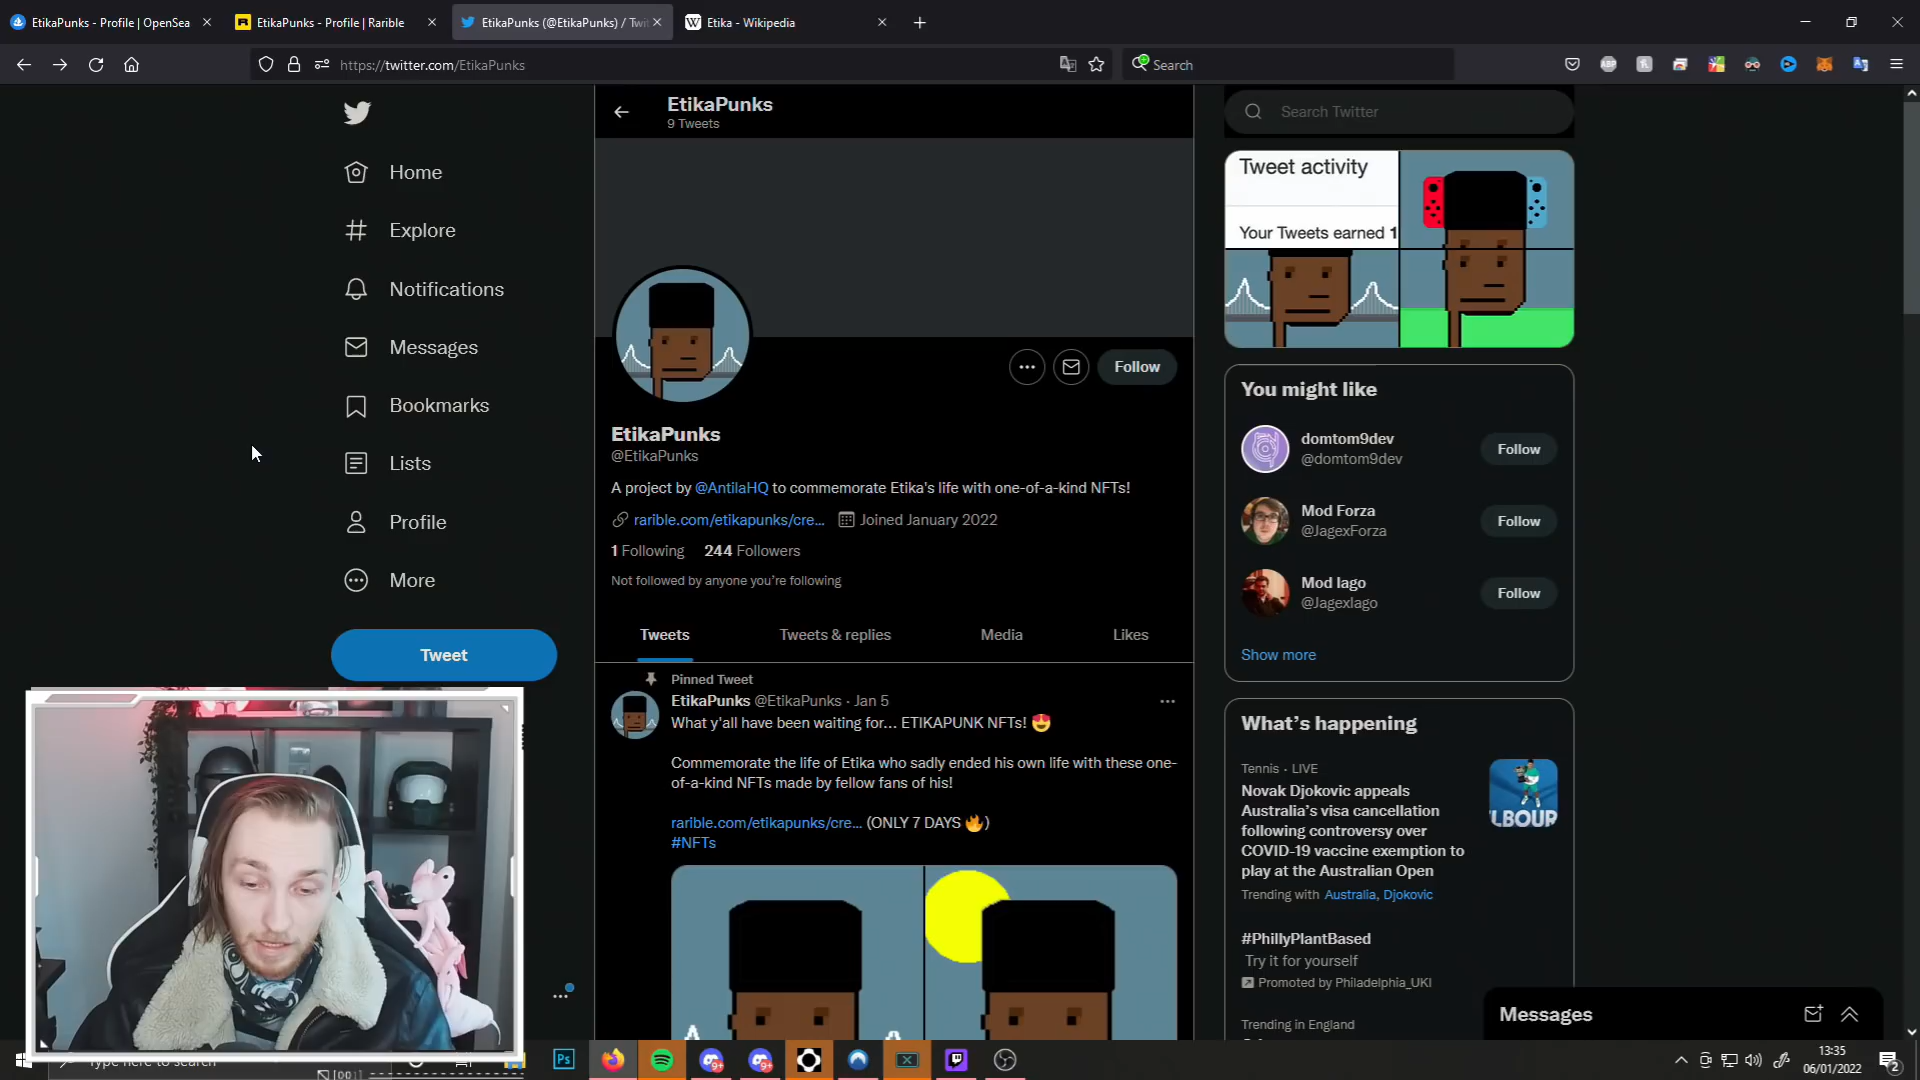 EtikaPunks - Profile | OpenSea
EtikaPunks - Profile | Rarible
EtikaPunks (@EtikaPunks) / Twit
Etika - Wikipedia
https://twitter.com/EtikaPunks
Search
Home
Explore
Notifications
Messages
Bookmarks
Lists
Profile
More
Tweet
EtikaPunks
9 Tweets
Follow
EtikaPunks
@EtikaPunks
A project by @AntilaHQ to commemorate Etika's life with one-of-a-kind NFTs!
rarible.com/etikapunks/cre... Joined January 2022
1 Following 244 Followers
Not followed by anyone you're following
Tweets Tweets & replies Media Likes
Pinned Tweet
EtikaPunks @EtikaPunks · Jan 5
What y'all have been waiting for... ETIKAPUNK NFTs! 😍
Commemorate the life of Etika who sadly ended his own life with these one-
of-a-kind NFTs made by fellow fans of his!
rarible.com/etikapunks/cre... (ONLY 7 DAYS 🔥)
#NFTs
Search Twitter
Tweet activity
Your Tweets earned 1
You might like
domtom9dev
@domtom9dev
Follow
Mod Forza
@JagexForza
Follow
Mod Iago
@JagexIago
Follow
Show more
What's happening
Tennis · LIVE
Novak Djokovic appeals
Australia's visa cancellation
following controversy over
COVID-19 vaccine exemption to
play at the Australian Open
LBOUR
Trending with Australia, Djokovic
#PhillyPlantBased
Try it for yourself
Promoted by Philadelphia_UKI
Trending in England
Messages
Type here to search
Ps
13:35
06/01/2022
2